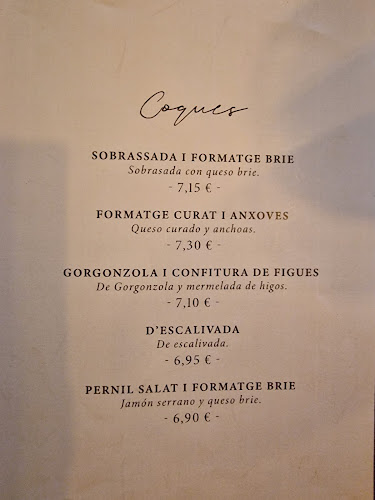 Coques
SOBRASSADA I FORMATGE BRIE
Sobrasada con queso brie.
- 7,15 € -
FORMATGE CURAT I ANXOVES
Queso curado y anchoas.
- 7,30 € -
GORGONZOLA I CONFITURA DE FIGUES
De Gorgonzola y mermelada de higos.
- 7,10 € -
D'ESCALIVADA
De escalivada.
- 6,95 € -
PERNIL SALAT I FORMATGE BRIE
Jamón serrano y queso brie.
- 6,90 € -